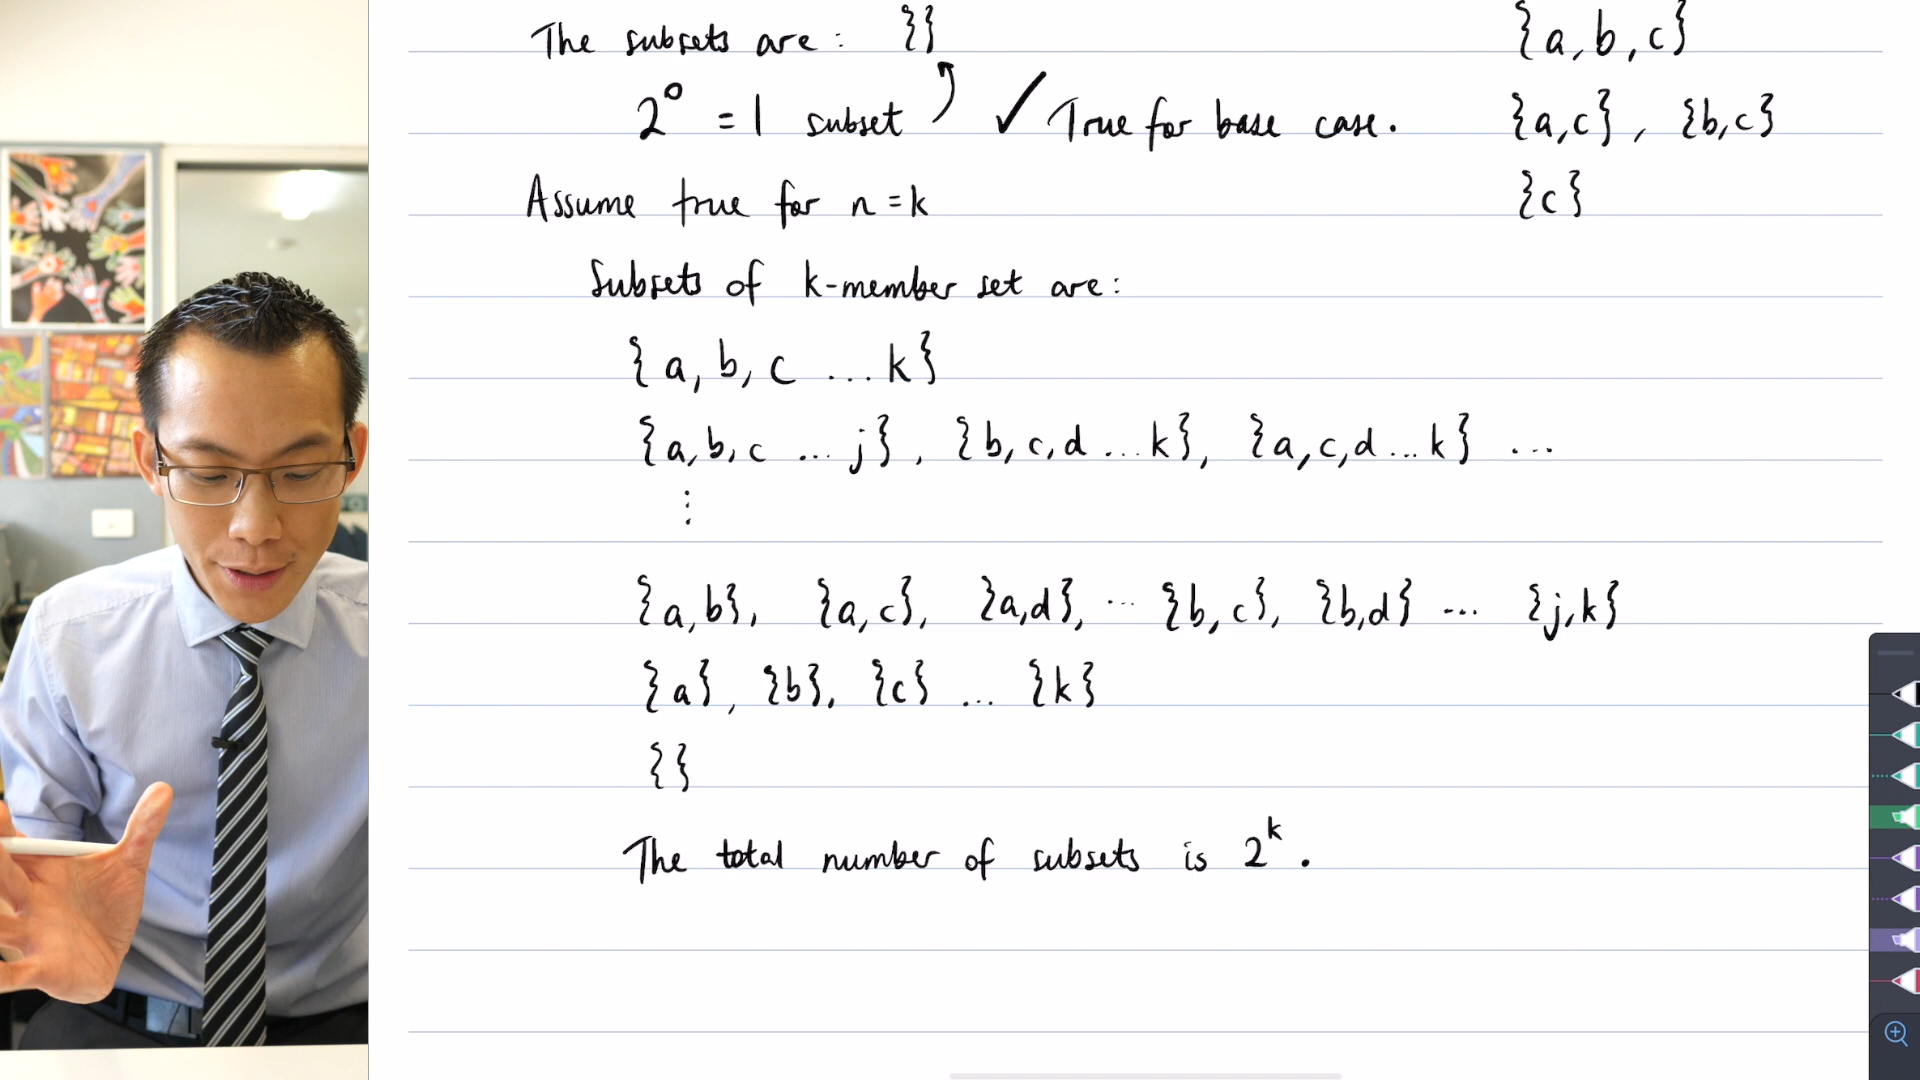 The subsets are: {}
2⁰ = 1 subset ✓ True for base case.
Assume true for n = k
Subsets of k-member set are:
{a, b, c ... k}
{a, b, c ... j}, {b, c, d ... k}, {a, c, d ... k} ...
⋮
{a, b}, {a, c}, {a, d}, ... {b, c}, {b, d} ... {j, k}
{a}, {b}, {c} ... {k}
{}
The total number of subsets is 2ᵏ.
{a, b, c}
{a, c}, {b, c}
{c}